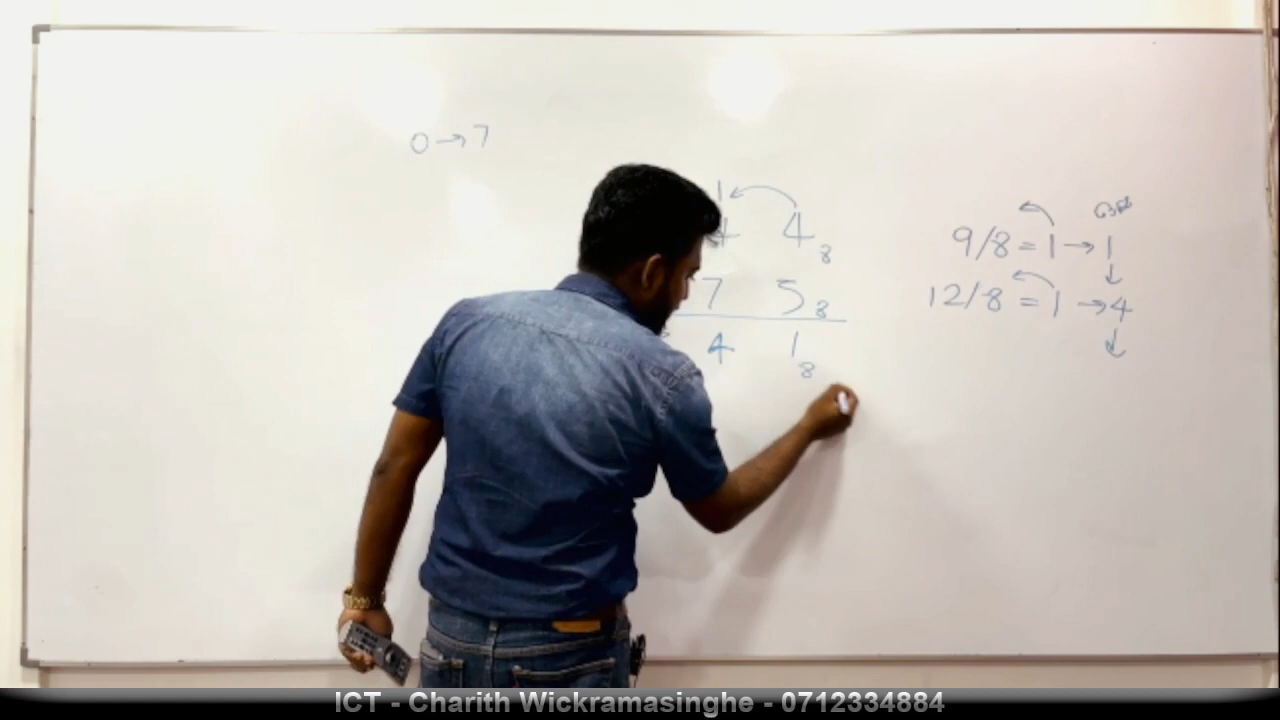 0→7
1
4 4₈
7 5₈
4 1₈
9/8 = 1 → 1
12/8 = 1 → 4
ICT - Charith Wickramasinghe - 0712334884